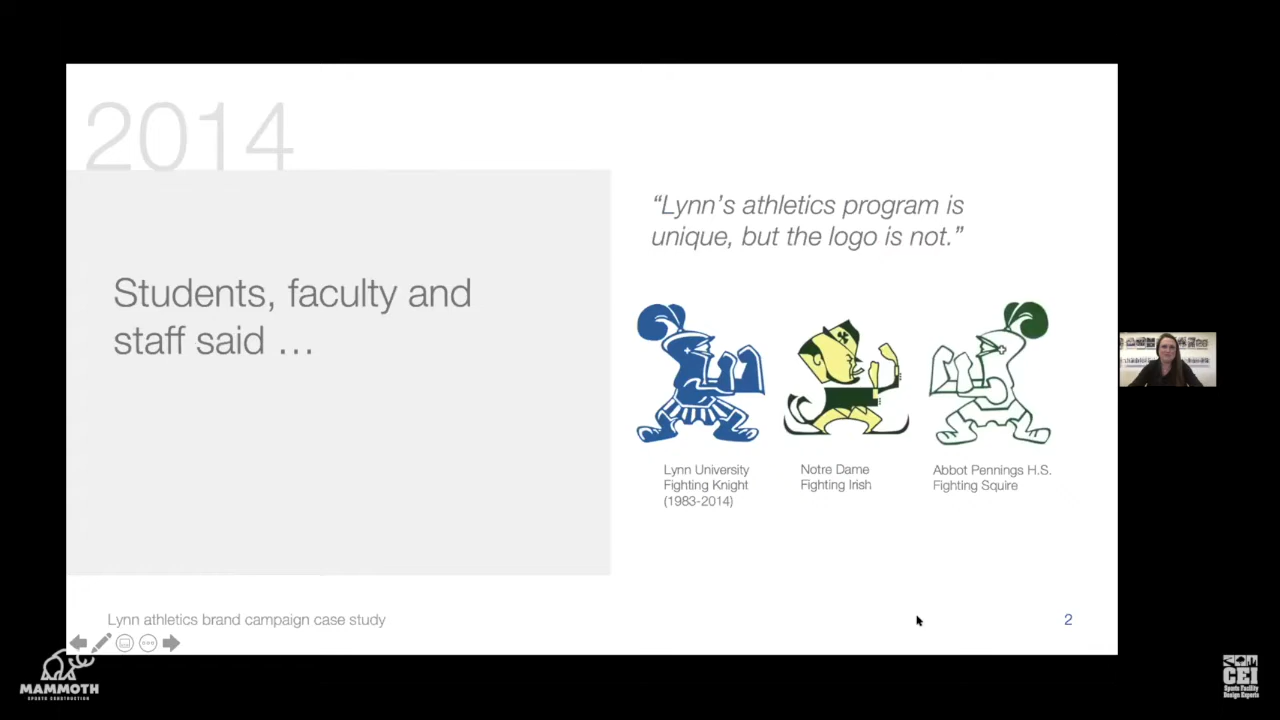 2014
Students, faculty and
staff said …
“Lynn’s athletics program is
unique, but the logo is not.”
Lynn University
Fighting Knight
(1983-2014)
Notre Dame
Fighting Irish
Abbot Pennings H.S.
Fighting Squire
Lynn athletics brand campaign case study
2
MAMMOTH
SPORTS CONSTRUCTION
CEI
Sports Facility
Design Experts